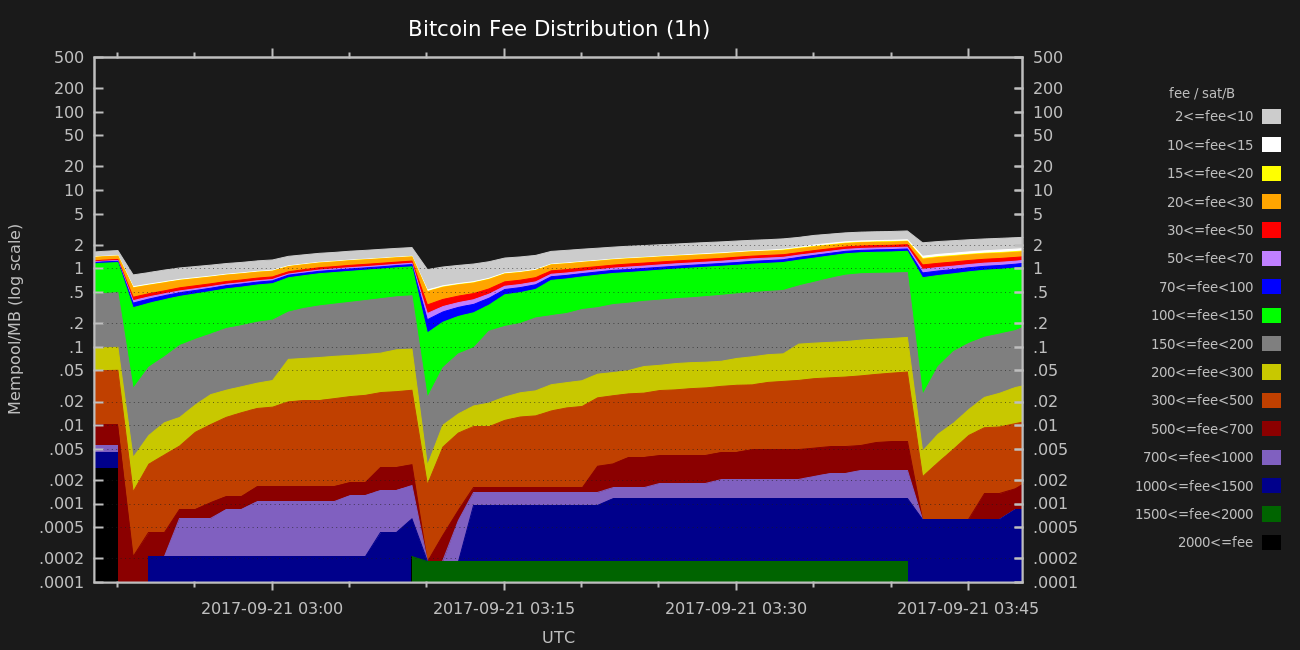 Bitcoin Fee Distribution (1h)
500 500
200 200
100 100
50 50
20 20
10 10
5 5
2 2
1 1
.5 .5
.2 .2
.1 .1
.05 .05
.02 .02
.01 .01
.005 .005
.002 .002
.001 .001
.0005 .0005
.0002 .0002
.0001 .0001
Mempool/MB (log scale)
2017-09-21 03:00 2017-09-21 03:15 2017-09-21 03:30 2017-09-21 03:45
UTC
fee / sat/B
2<=fee<10
10<=fee<15
15<=fee<20
20<=fee<30
30<=fee<50
50<=fee<70
70<=fee<100
100<=fee<150
150<=fee<200
200<=fee<300
300<=fee<500
500<=fee<700
700<=fee<1000
1000<=fee<1500
1500<=fee<2000
2000<=fee